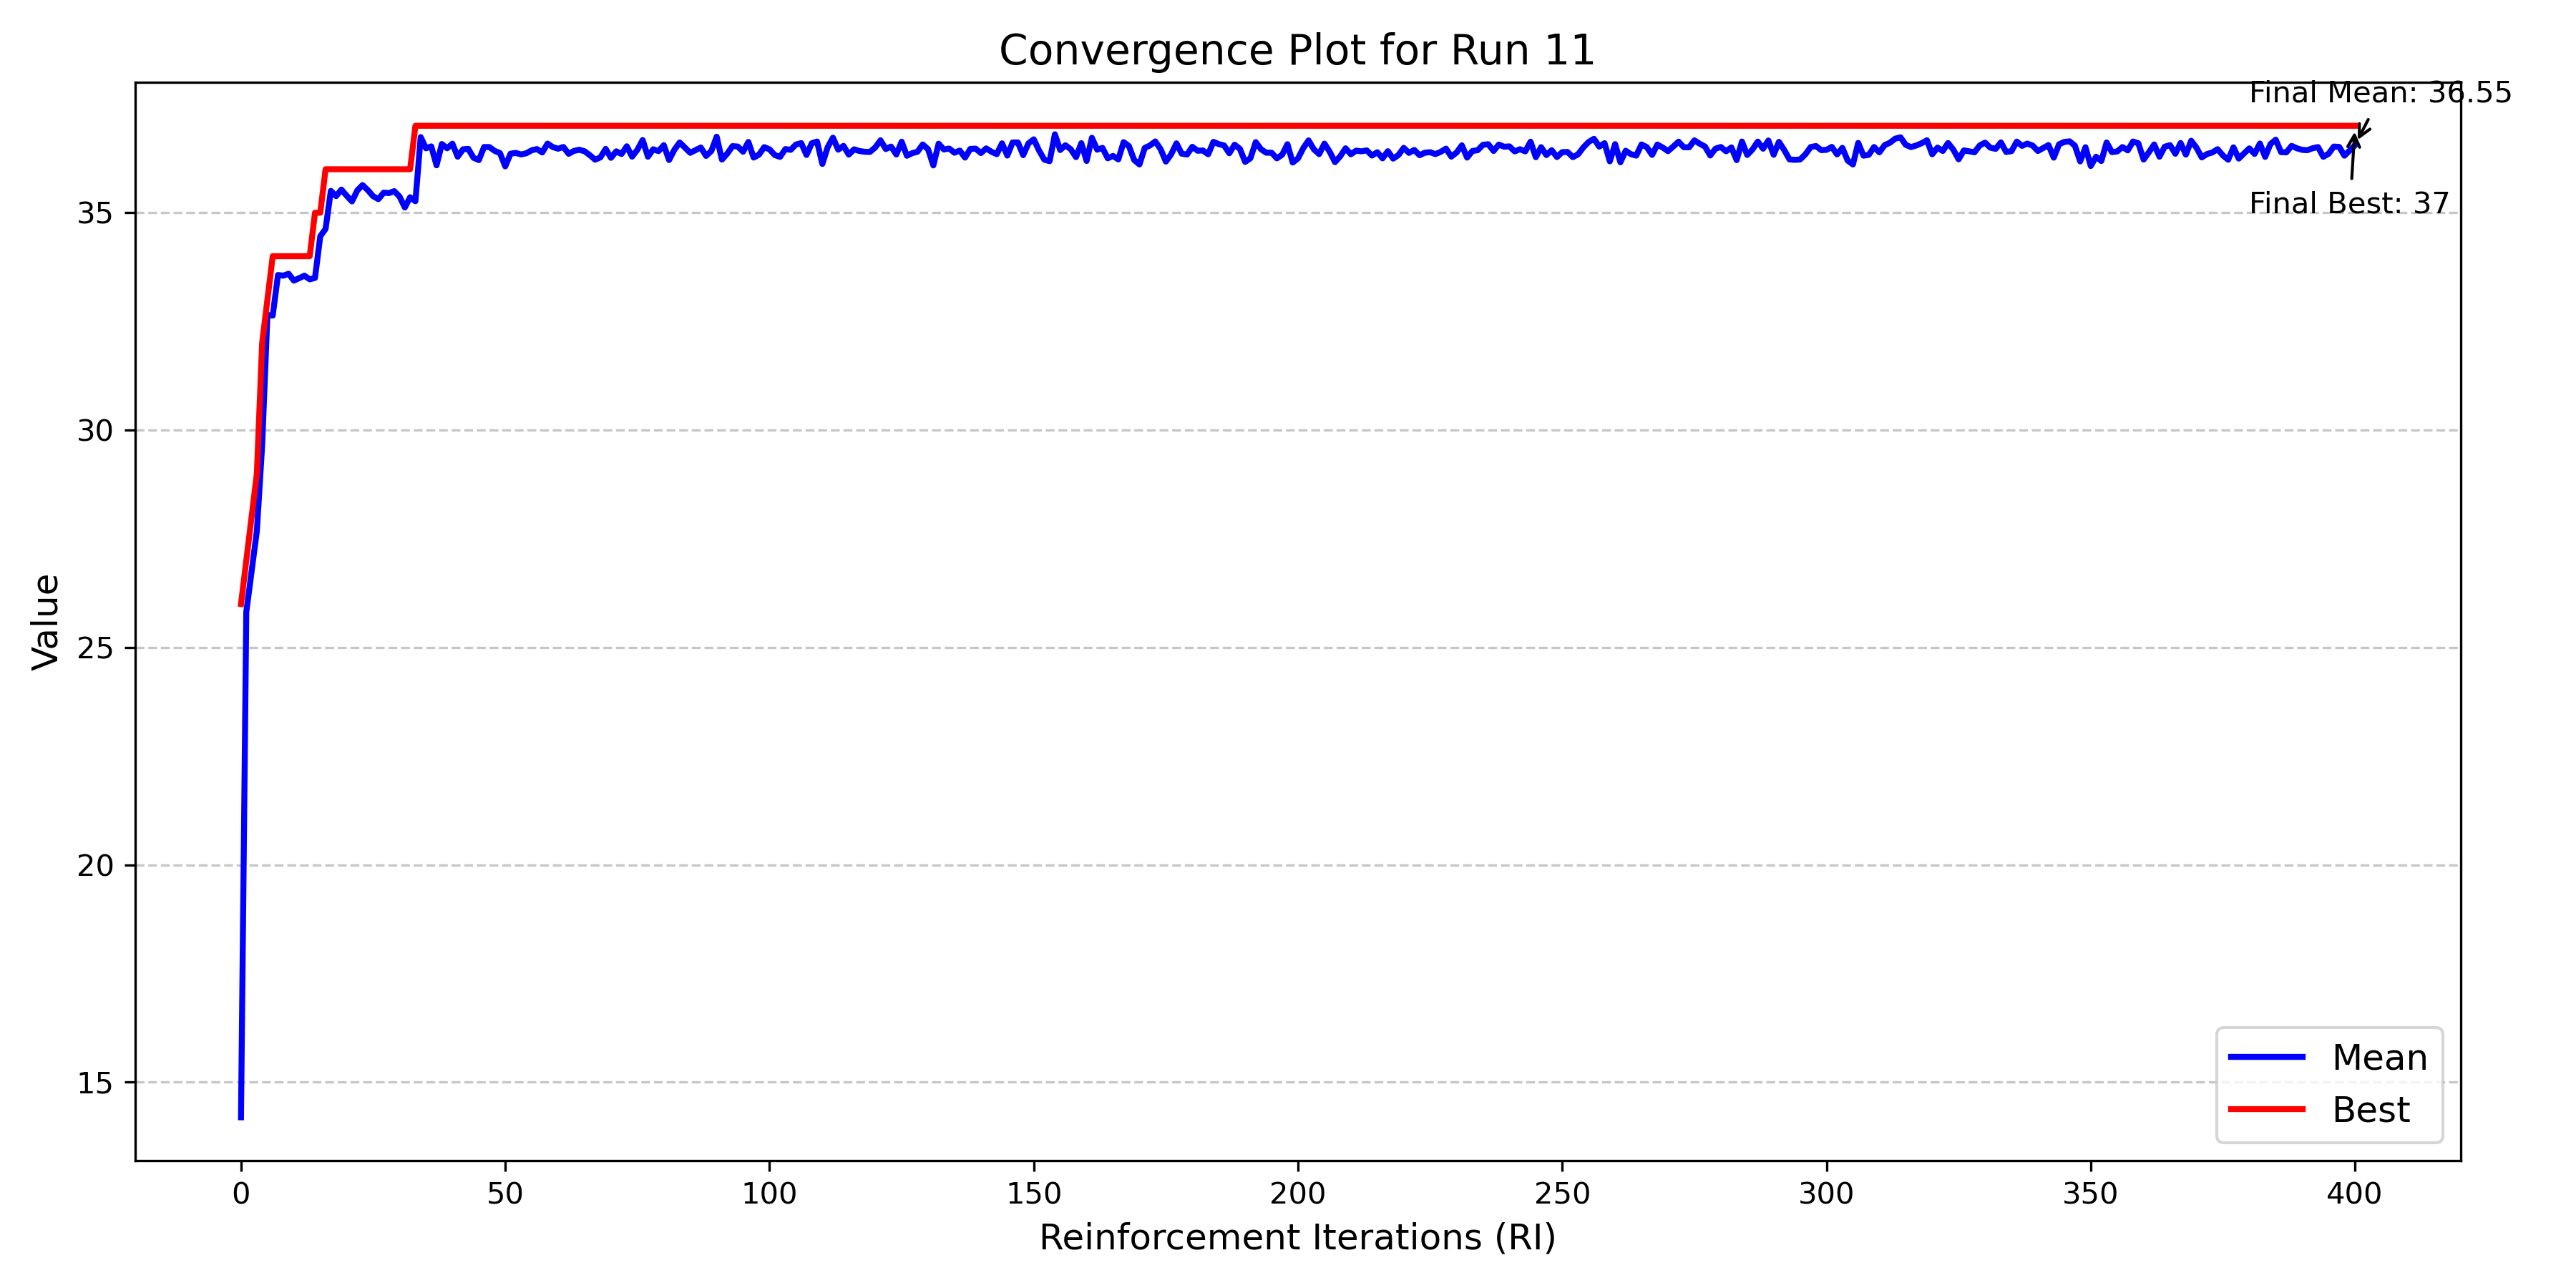 Convergence Plot for Run 11
Final Mean: 36.55
Final Best: 37
Value
35
30
25
20
15
0 50 100 150 200 250 300 350 400
Reinforcement Iterations (RI)
Mean
Best